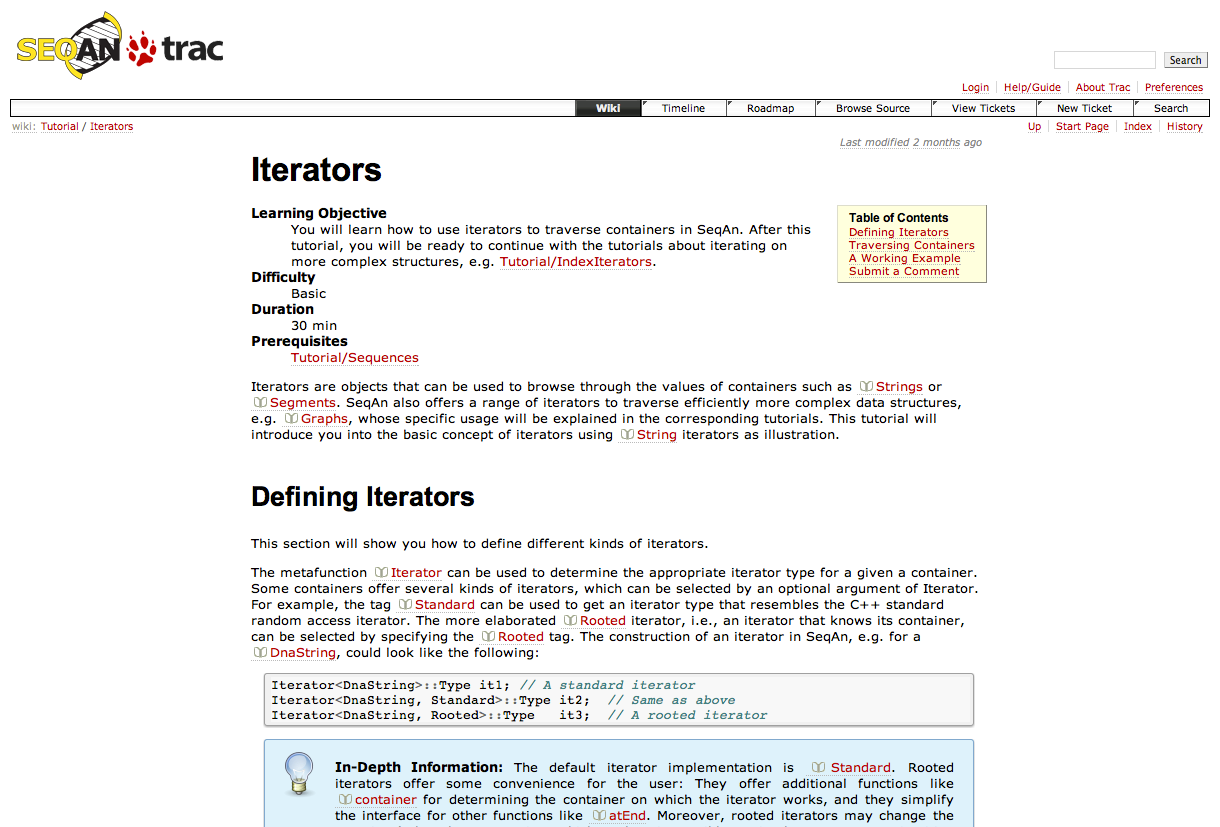 SEQAN trac
Search
Login Help/Guide About Trac Preferences
Wiki Timeline Roadmap Browse Source View Tickets New Ticket Search
wiki: Tutorial / Iterators
Up Start Page Index History
Last modified 2 months ago
Iterators
Learning Objective
You will learn how to use iterators to traverse containers in SeqAn. After this
tutorial, you will be ready to continue with the tutorials about iterating on
more complex structures, e.g. Tutorial/IndexIterators.
Difficulty
Basic
Duration
30 min
Prerequisites
Tutorial/Sequences
Table of Contents
Defining Iterators
Traversing Containers
A Working Example
Submit a Comment
Iterators are objects that can be used to browse through the values of containers such as Strings or
Segments. SeqAn also offers a range of iterators to traverse efficiently more complex data structures,
e.g. Graphs, whose specific usage will be explained in the corresponding tutorials. This tutorial will
introduce you into the basic concept of iterators using String iterators as illustration.
Defining Iterators
This section will show you how to define different kinds of iterators.
The metafunction Iterator can be used to determine the appropriate iterator type for a given a container.
Some containers offer several kinds of iterators, which can be selected by an optional argument of Iterator.
For example, the tag Standard can be used to get an iterator type that resembles the C++ standard
random access iterator. The more elaborated Rooted iterator, i.e., an iterator that knows its container,
can be selected by specifying the Rooted tag. The construction of an iterator in SeqAn, e.g. for a
DnaString, could look like the following:
Iterator<DnaString>::Type it1; // A standard iterator
Iterator<DnaString, Standard>::Type it2;  // Same as above
Iterator<DnaString, Rooted>::Type   it3;  // A rooted iterator
In-Depth Information: The default iterator implementation is Standard. Rooted
iterators offer some convenience for the user: They offer additional functions like
container for determining the container on which the iterator works, and they simplify
the interface for other functions like atEnd. Moreover, rooted iterators may change the